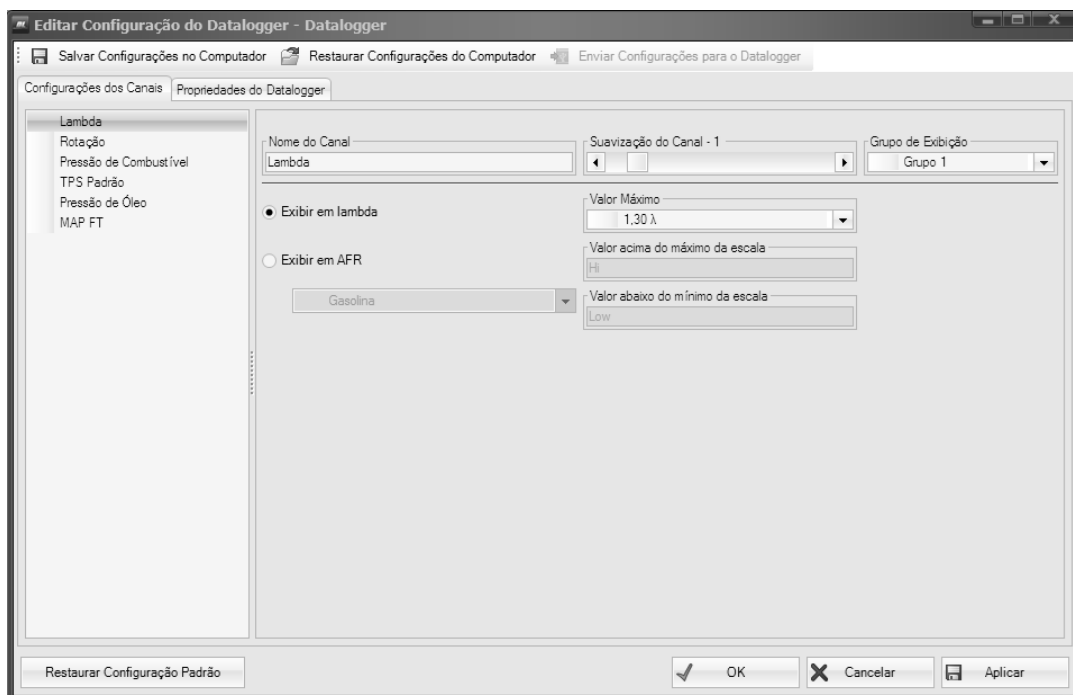 Editar Configuração do Datalogger - Datalogger
Salvar Configurações no Computador Restaurar Configurações do Computador Enviar Configurações para o Datalogger
Configurações dos Canais Propriedades do Datalogger
Lambda
Rotação
Pressão de Combustível
TPS Padrão
Pressão de Óleo
MAP FT
Nome do Canal
Lambda
Suavização do Canal - 1
Grupo de Exibição
Grupo 1
Exibir em lambda
Valor Máximo
1,30 λ
Exibir em AFR
Gasolina
Valor acima do máximo da escala
Hi
Valor abaixo do mínimo da escala
Low
Restaurar Configuração Padrão
OK
Cancelar
Aplicar